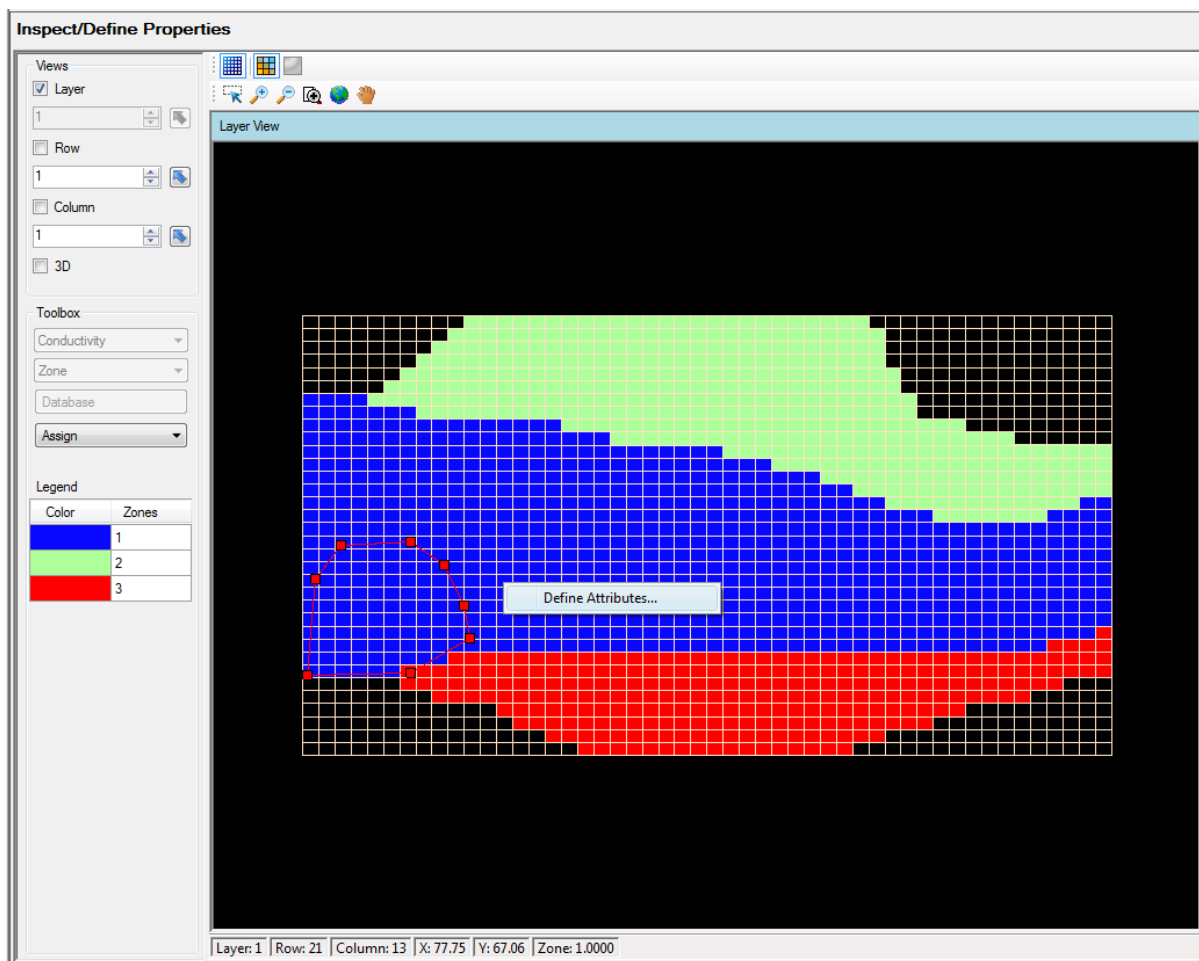 Inspect/Define Properties
Views
Layer
1
Row
1
Column
1
3D
Toolbox
Conductivity
Zone
Database
Assign
Legend
Color Zones
1
2
3
Layer View
Define Attributes...
Layer: 1 Row: 21 Column: 13 X: 77.75 Y: 67.06 Zone: 1.0000